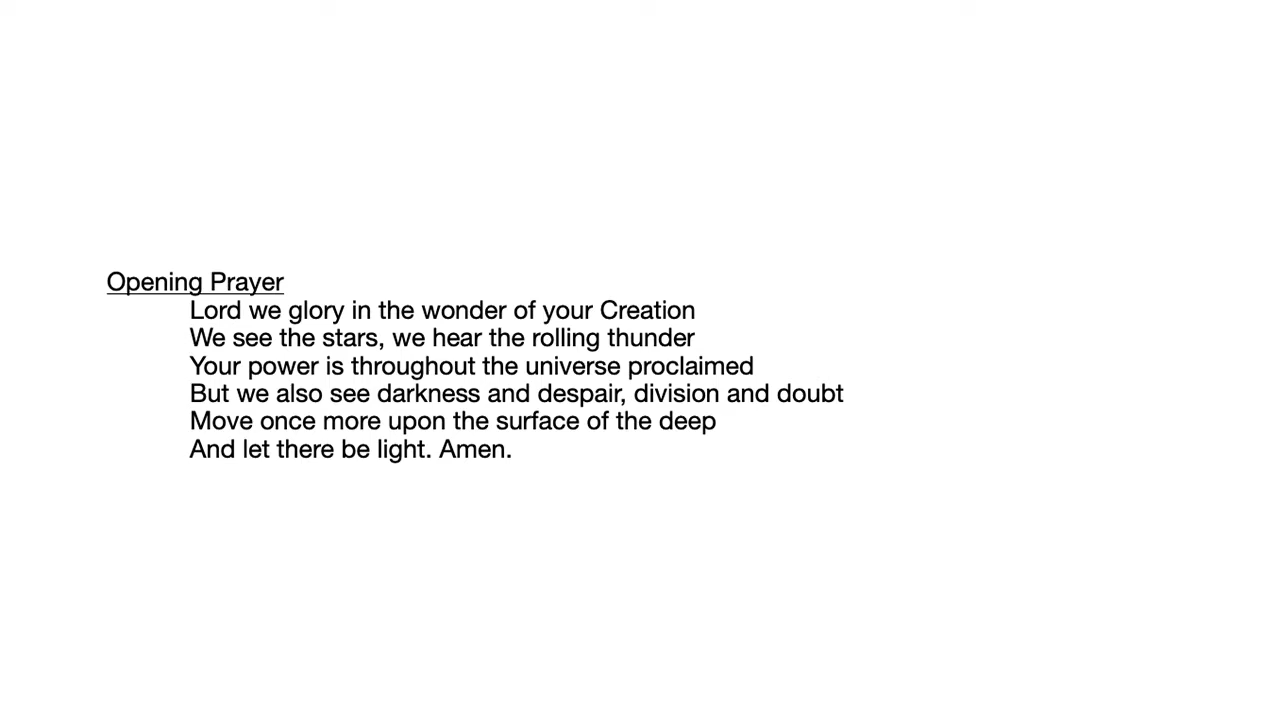 Opening Prayer
Lord we glory in the wonder of your Creation
We see the stars, we hear the rolling thunder
Your power is throughout the universe proclaimed
But we also see darkness and despair, division and doubt
Move once more upon the surface of the deep
And let there be light. Amen.